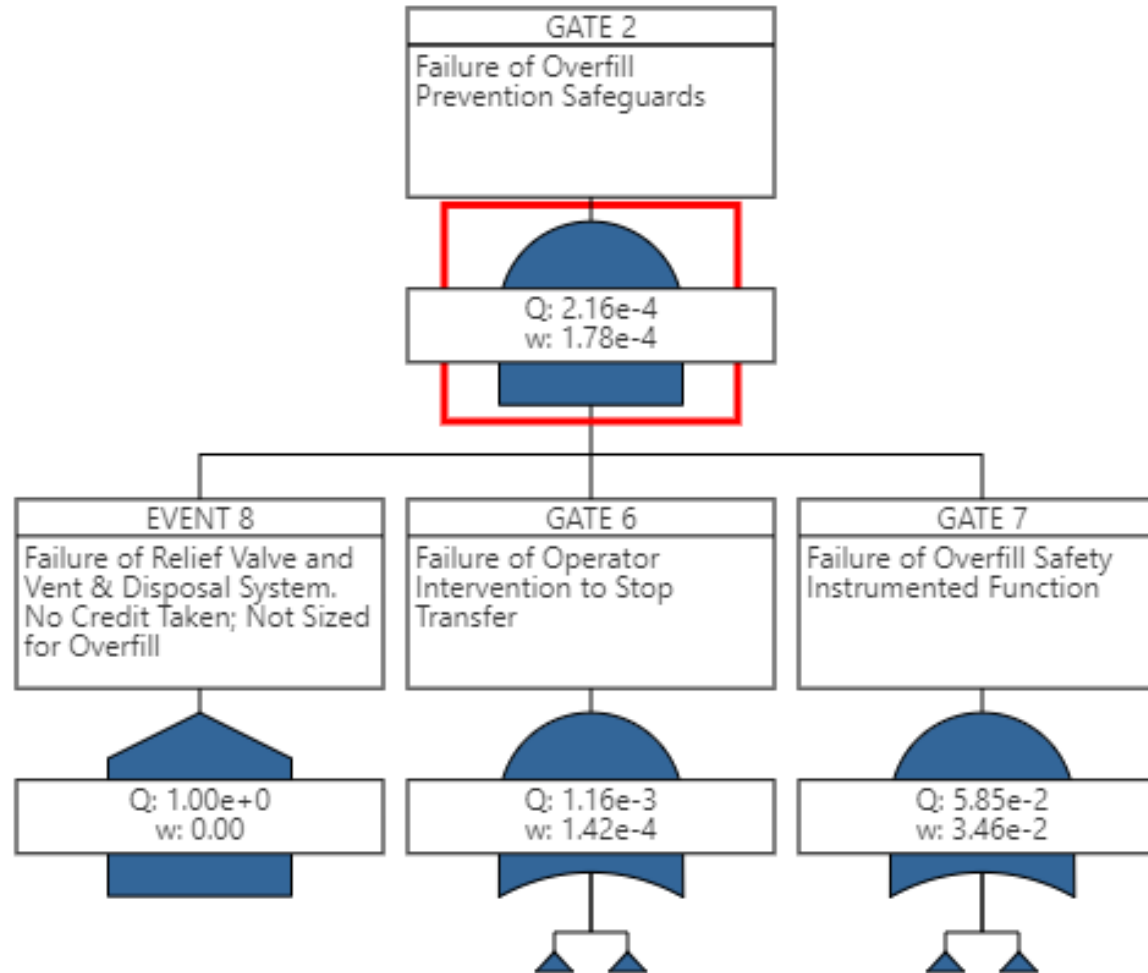 GATE 2
Failure of Overfill
Prevention Safeguards
Q: 2.16e-4
w: 1.78e-4
EVENT 8
Failure of Relief Valve and
Vent & Disposal System.
No Credit Taken; Not Sized
for Overfill
Q: 1.00e+0
w: 0.00
GATE 6
Failure of Operator
Intervention to Stop
Transfer
Q: 1.16e-3
w: 1.42e-4
GATE 7
Failure of Overfill Safety
Instrumented Function
Q: 5.85e-2
w: 3.46e-2